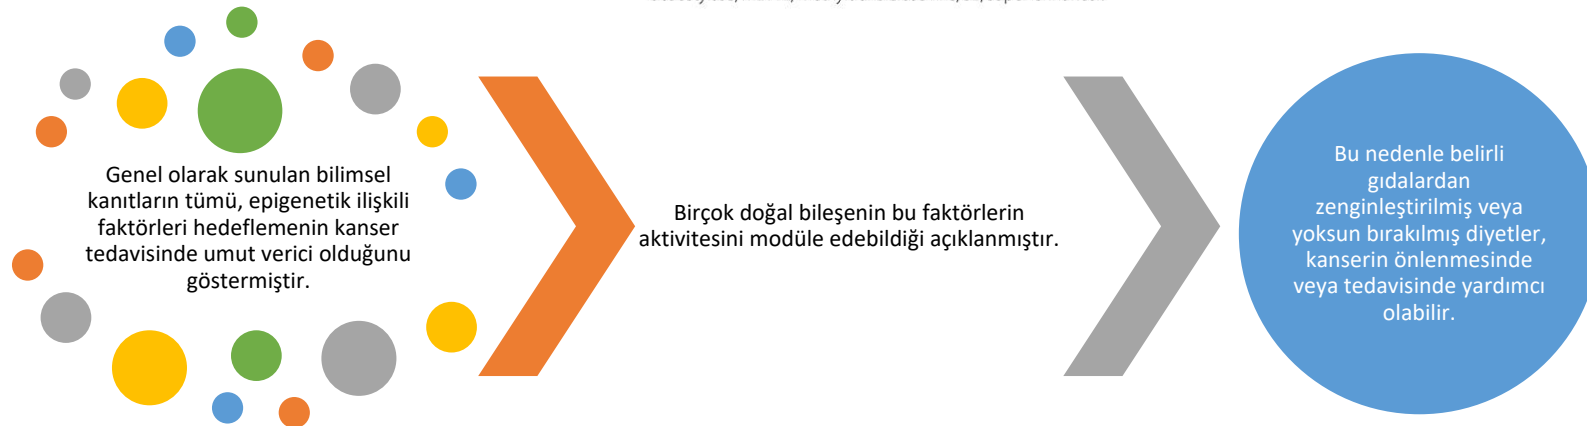 Genel olarak sunulan bilimsel
kanıtların tümü, epigenetik ilişkili
faktörleri hedeflemenin kanser
tedavisinde umut verici olduğunu
göstermiştir.
Birçok doğal bileşenin bu faktörlerin
aktivitesini modüle edebildiği açıklanmıştır.
Bu nedenle belirli
gıdalardan
zenginleştirilmiş veya
yoksun bırakılmış diyetler,
kanserin önlenmesinde
veya tedavisinde yardımcı
olabilir.